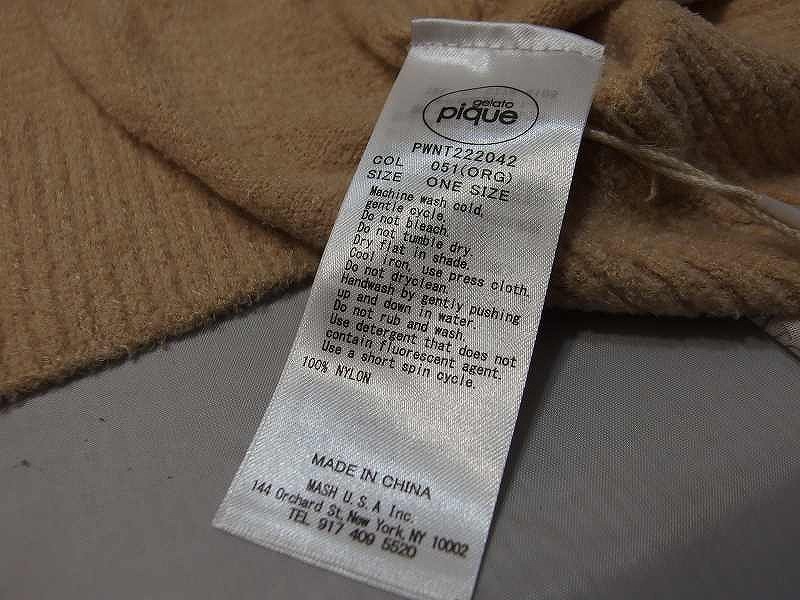 gelato
pique
PWNT222042
COL 051(ORG)
SIZE ONE SIZE
Machine wash cold,
gentle cycle.
Do not bleach.
Do not tumble dry.
Dry flat in shade.
Cool iron, use press cloth.
Do not dryclean.
Handwash by gently pushing
up and down in water.
Do not rub and wash.
Use detergent that does not
contain fluorescent agent.
Use a short spin cycle.
100% NYLON
MADE IN CHINA
MASH U.S.A Inc.
144 Orchard St, New York, NY 10002
TEL 917 409 5520